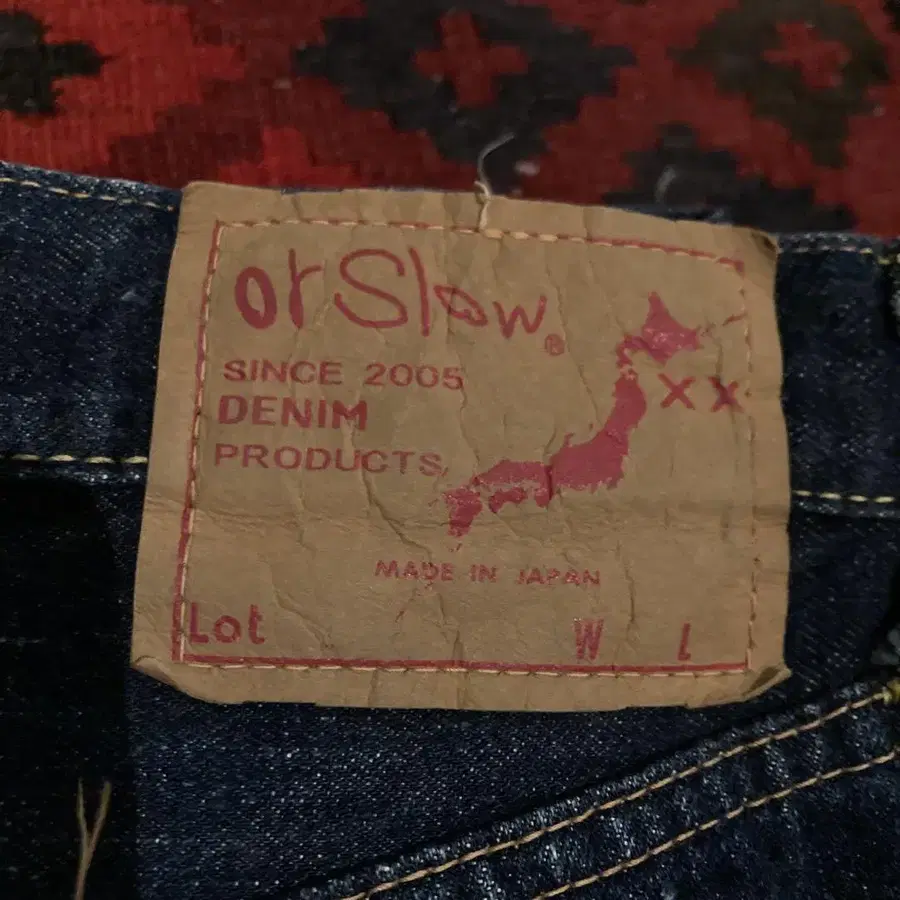 orSlow®
SINCE 2005
DENIM
PRODUCTS
XX
MADE IN JAPAN
Lot W L